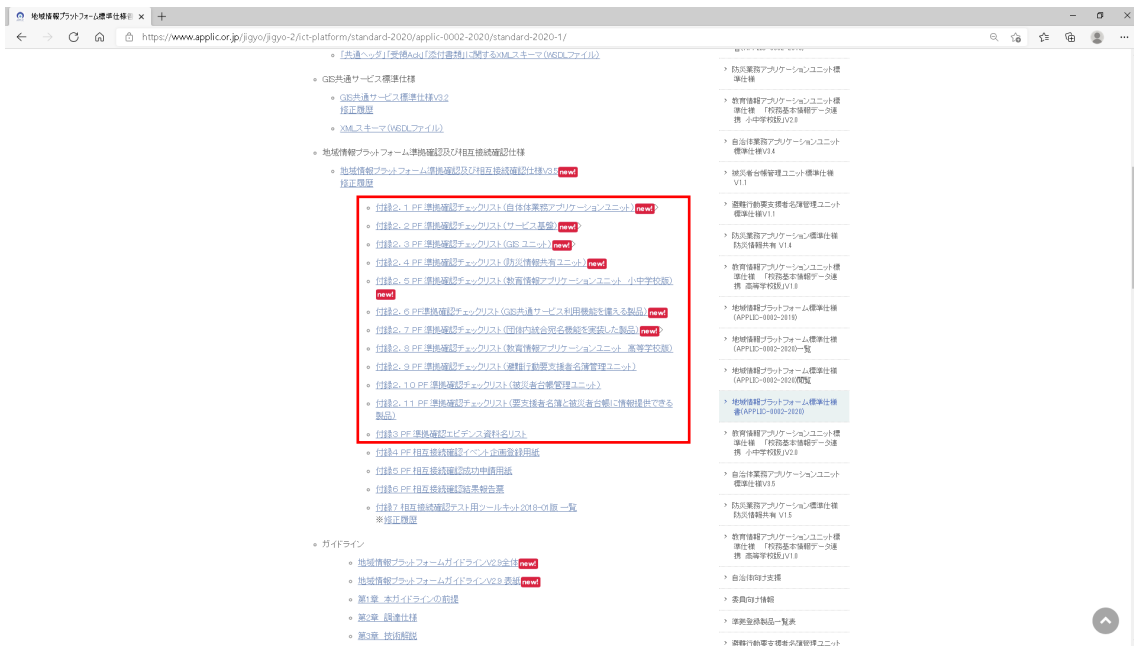 地域情報プラットフォーム標準仕様書
https://www.applic.or.jp/jigyo/jigyo-2/ict-platform/standard-2020/applic-0002-2020/standard-2020-1/
「共通ヘッダ」「受領Ack」「添付書類」に関するXMLスキーマ(WSDLファイル)
GIS共通サービス標準仕様
GIS共通サービス標準仕様V3.2
修正履歴
XMLスキーマ(WSDLファイル)
地域情報プラットフォーム準拠確認及び相互接続確認仕様
地域情報プラットフォーム準拠確認及び相互接続確認仕様V3.5 new!
修正履歴
付録2.1 PF 準拠確認チェックリスト(自体体業務アプリケーションユニット) new!>
付録2.2 PF 準拠確認チェックリスト(サービス基盤) new!>
付録2.3 PF 準拠確認チェックリスト(GIS ユニット) new!>
付録2.4 PF 準拠確認チェックリスト(防災情報共有ユニット) new!
付録2.5 PF 準拠確認チェックリスト(教育情報アプリケーションユニット 小中学校版)
new!
付録2.6 PF準拠確認チェックリスト(GIS共通サービス利用機能を備える製品) new!
付録2.7 PF 準拠確認チェックリスト(団体内統合宛名機能を実装した製品) new!>
付録2.8 PF 準拠確認チェックリスト(教育情報アプリケーションユニット 高等学校版)
付録2.9 PF 準拠確認チェックリスト(避難行動要支援者名簿管理ユニット)
付録2.10 PF 準拠確認チェックリスト(被災者台帳管理ユニット)
付録2.11 PF 準拠確認チェックリスト(要支援者名簿と被災者台帳に情報提供できる
製品)
付録3 PF 準拠確認エビデンス資料名リスト
付録4 PF 相互接続確認イベント企画登録用紙
付録5 PF 相互接続確認成功申請用紙
付録6 PF 相互接続確認結果報告票
付録7 相互接続確認テスト用ツールキット2018-01版 一覧
※修正履歴
ガイドライン
地域情報プラットフォームガイドラインV2.9全体 new!
地域情報プラットフォームガイドラインV2.9 表紙 new!
第1章 本ガイドラインの前提
第2章 調達仕様
第3章 技術解説
防災業務アプリケーションユニット標
準仕様
教育情報アプリケーションユニット標
準仕様 「校務基本情報データ連
携 小中学校版」V2.0
自治体業務アプリケーションユニット
標準仕様V3.4
被災者台帳管理ユニット標準仕様
V1.1
避難行動要支援者名簿管理ユニット
標準仕様V1.1
防災業務アプリケーション標準仕様
防災情報共有 V1.4
教育情報アプリケーションユニット標
準仕様 「校務基本情報データ連
携 高等学校版」V1.0
地域情報プラットフォーム標準仕様
(APPLIC-0002-2019)
地域情報プラットフォーム標準仕様
(APPLIC-0002-2020)一覧
地域情報プラットフォーム標準仕様
(APPLIC-0002-2020)閲覧
地域情報プラットフォーム標準仕様
書(APPLIC-0002-2020)
教育情報アプリケーションユニット標
準仕様 「校務基本情報データ連
携 小中学校版」V2.0
自治体業務アプリケーションユニット
標準仕様V3.5
防災業務アプリケーション標準仕様
防災情報共有 V1.5
教育情報アプリケーションユニット標
準仕様 「校務基本情報データ連
携 高等学校版」V1.0
自治体向け支援
委員向け情報
準拠登録製品一覧表
避難行動要支援者名簿管理ユニット